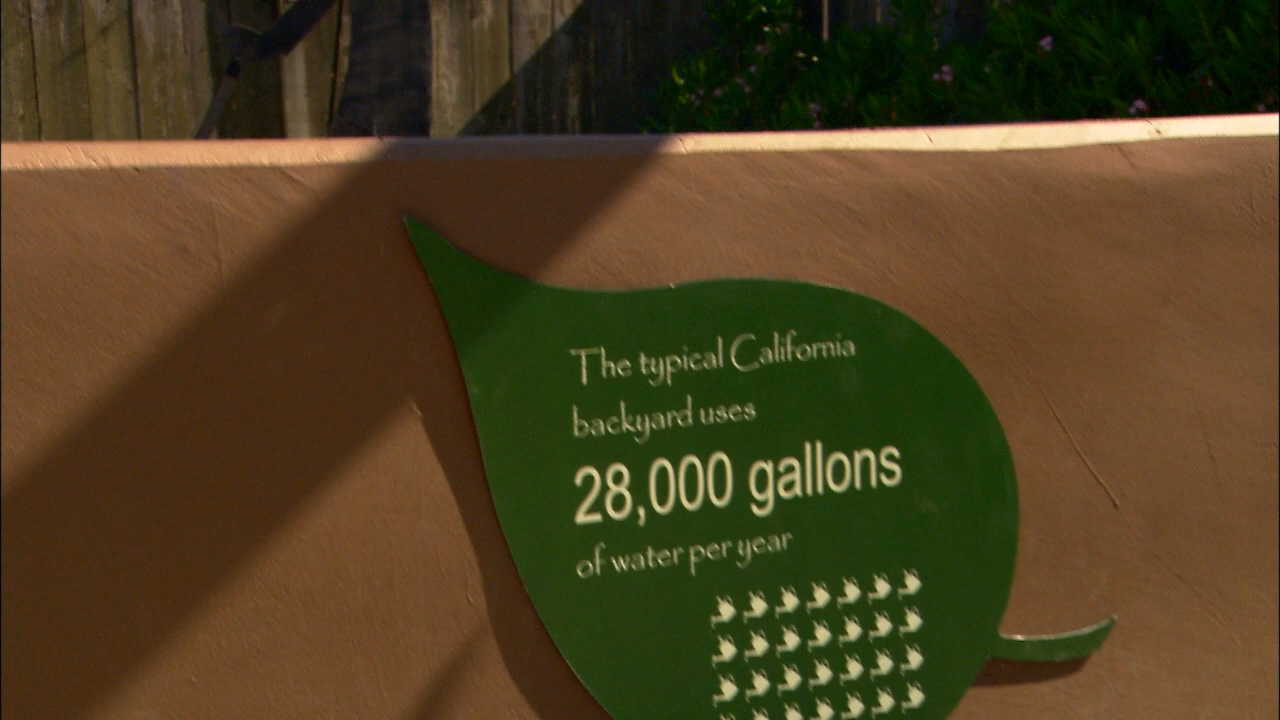 The typical California
backyard uses
28,000 gallons
of water per year